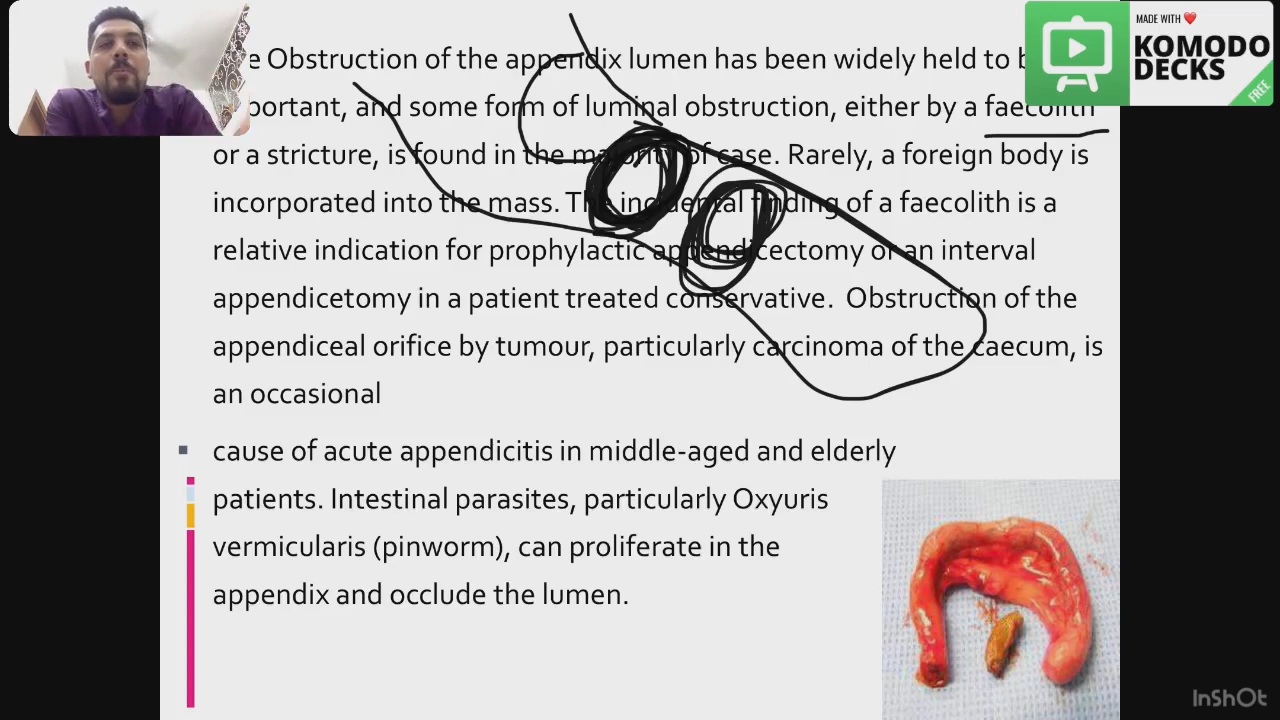 e Obstruction of the appendix lumen has been widely held to b
MADE WITH
KOMODO
DECKS
FREE
portant, and some form of luminal obstruction, either by a faecolith
or a stricture, is found in the majority of case. Rarely, a foreign body is
incorporated into the mass. The incidental finding of a faecolith is a
relative indication for prophylactic appendicectomy or an interval
appendicetomy in a patient treated conservative. Obstruction of the
appendiceal orifice by tumour, particularly carcinoma of the caecum, is
an occasional
cause of acute appendicitis in middle-aged and elderly
patients. Intestinal parasites, particularly Oxyuris
vermicularis (pinworm), can proliferate in the
appendix and occlude the lumen.
InShOt